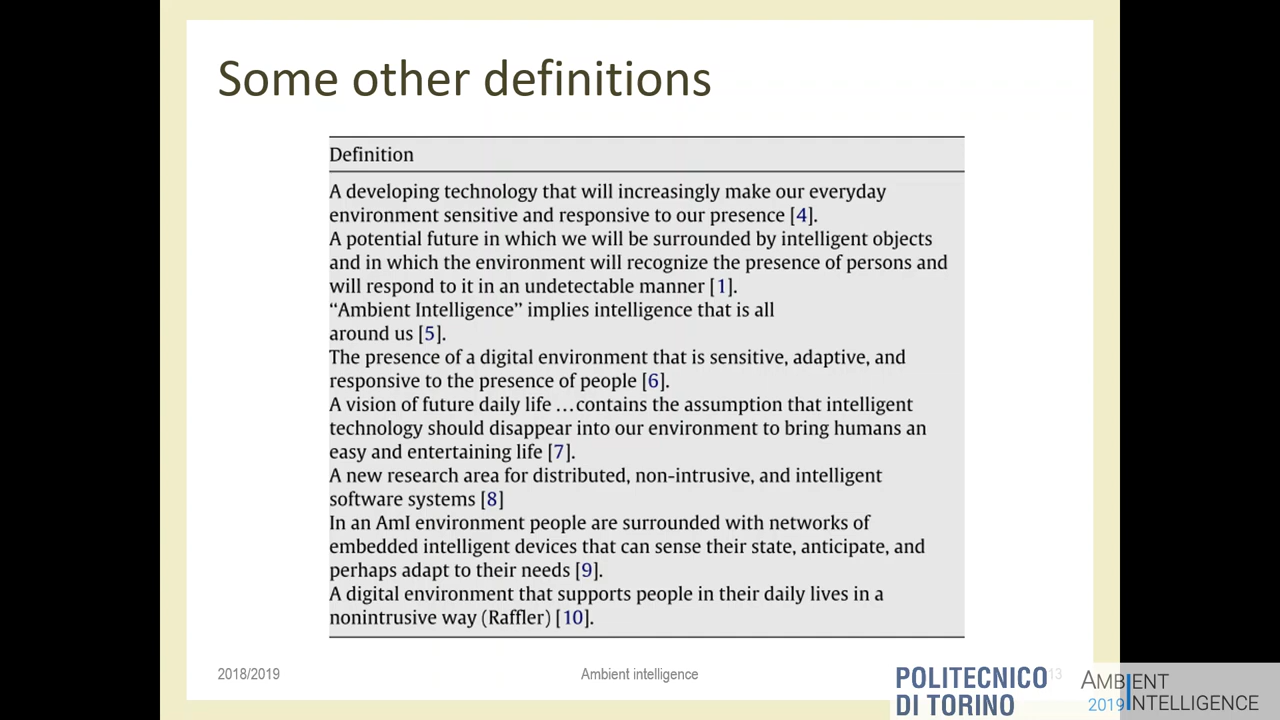 Some other definitions
Definition
A developing technology that will increasingly make our everyday
environment sensitive and responsive to our presence [4].
A potential future in which we will be surrounded by intelligent objects
and in which the environment will recognize the presence of persons and
will respond to it in an undetectable manner [1].
‘‘Ambient Intelligence’’ implies intelligence that is all
around us [5].
The presence of a digital environment that is sensitive, adaptive, and
responsive to the presence of people [6].
A vision of future daily life ...contains the assumption that intelligent
technology should disappear into our environment to bring humans an
easy and entertaining life [7].
A new research area for distributed, non-intrusive, and intelligent
software systems [8]
In an AmI environment people are surrounded with networks of
embedded intelligent devices that can sense their state, anticipate, and
perhaps adapt to their needs [9].
A digital environment that supports people in their daily lives in a
nonintrusive way (Raffler) [10].
2018/2019
Ambient intelligence
13
POLITECNICO
DI TORINO
AMBIENT
2019 INTELLIGENCE